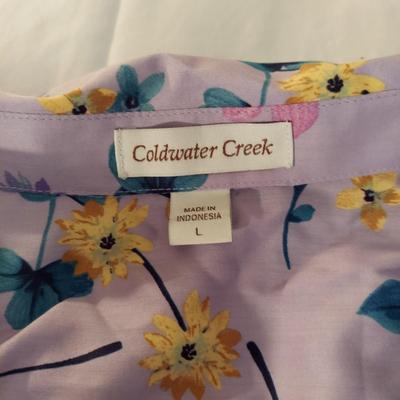 Coldwater Creek
MADE IN
INDONESIA
L